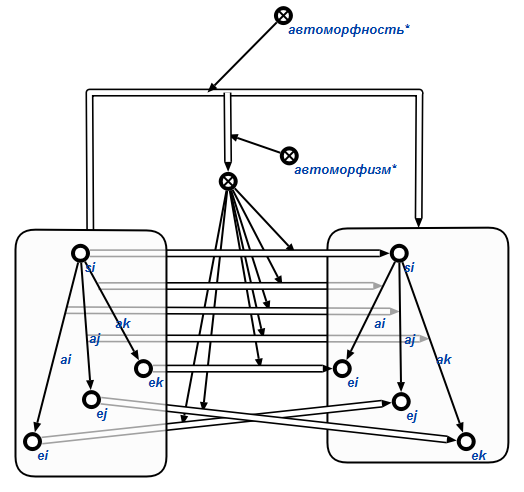 автоморфность*
автоморфизм*
si
si
ak
ai
aj
aj
ai
ak
ek
ei
ej
ej
ei
ek